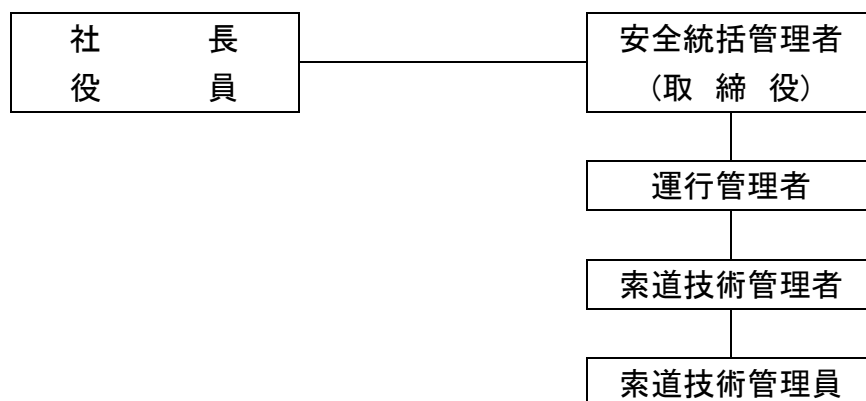 社長
役員
安全統括管理者
(取締役)
運行管理者
索道技術管理者
索道技術管理員